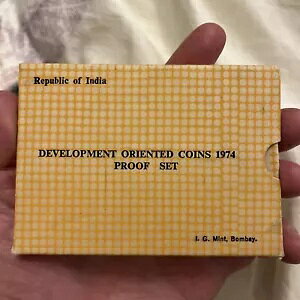 Republic of India
DEVELOPMENT ORIENTED COINS 1974
PROOF SET
I. G. Mint, Bombay.